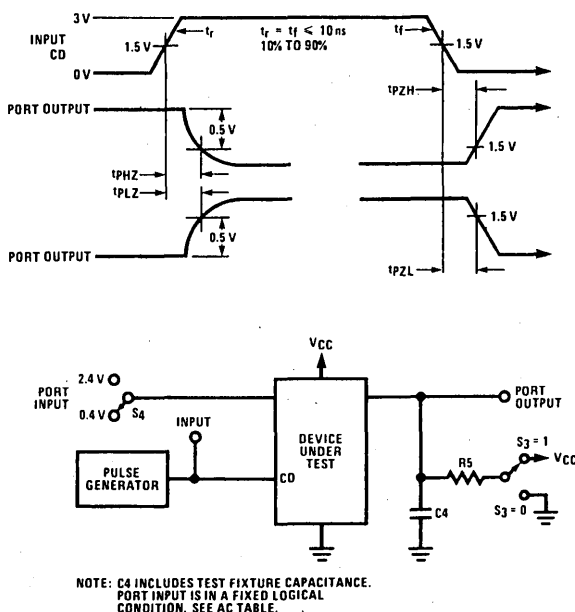 3V
INPUT
CD
1.5 V
0V
tr
tr = tf ≤ 10 ns
10% TO 90%
tf
1.5 V
tPZH
PORT OUTPUT
0.5 V
1.5 V
tPHZ
tPLZ
PORT OUTPUT
0.5 V
1.5 V
tPZL
VCC
2.4 V
PORT
INPUT
0.4 V
S4
INPUT
DEVICE
UNDER
TEST
PORT
OUTPUT
PULSE
GENERATOR
CD
R5
S3 = 1
VCC
C4
S3 = 0
NOTE: C4 INCLUDES TEST FIXTURE CAPACITANCE.
PORT INPUT IS IN A FIXED LOGICAL
CONDITION. SEE AC TABLE.